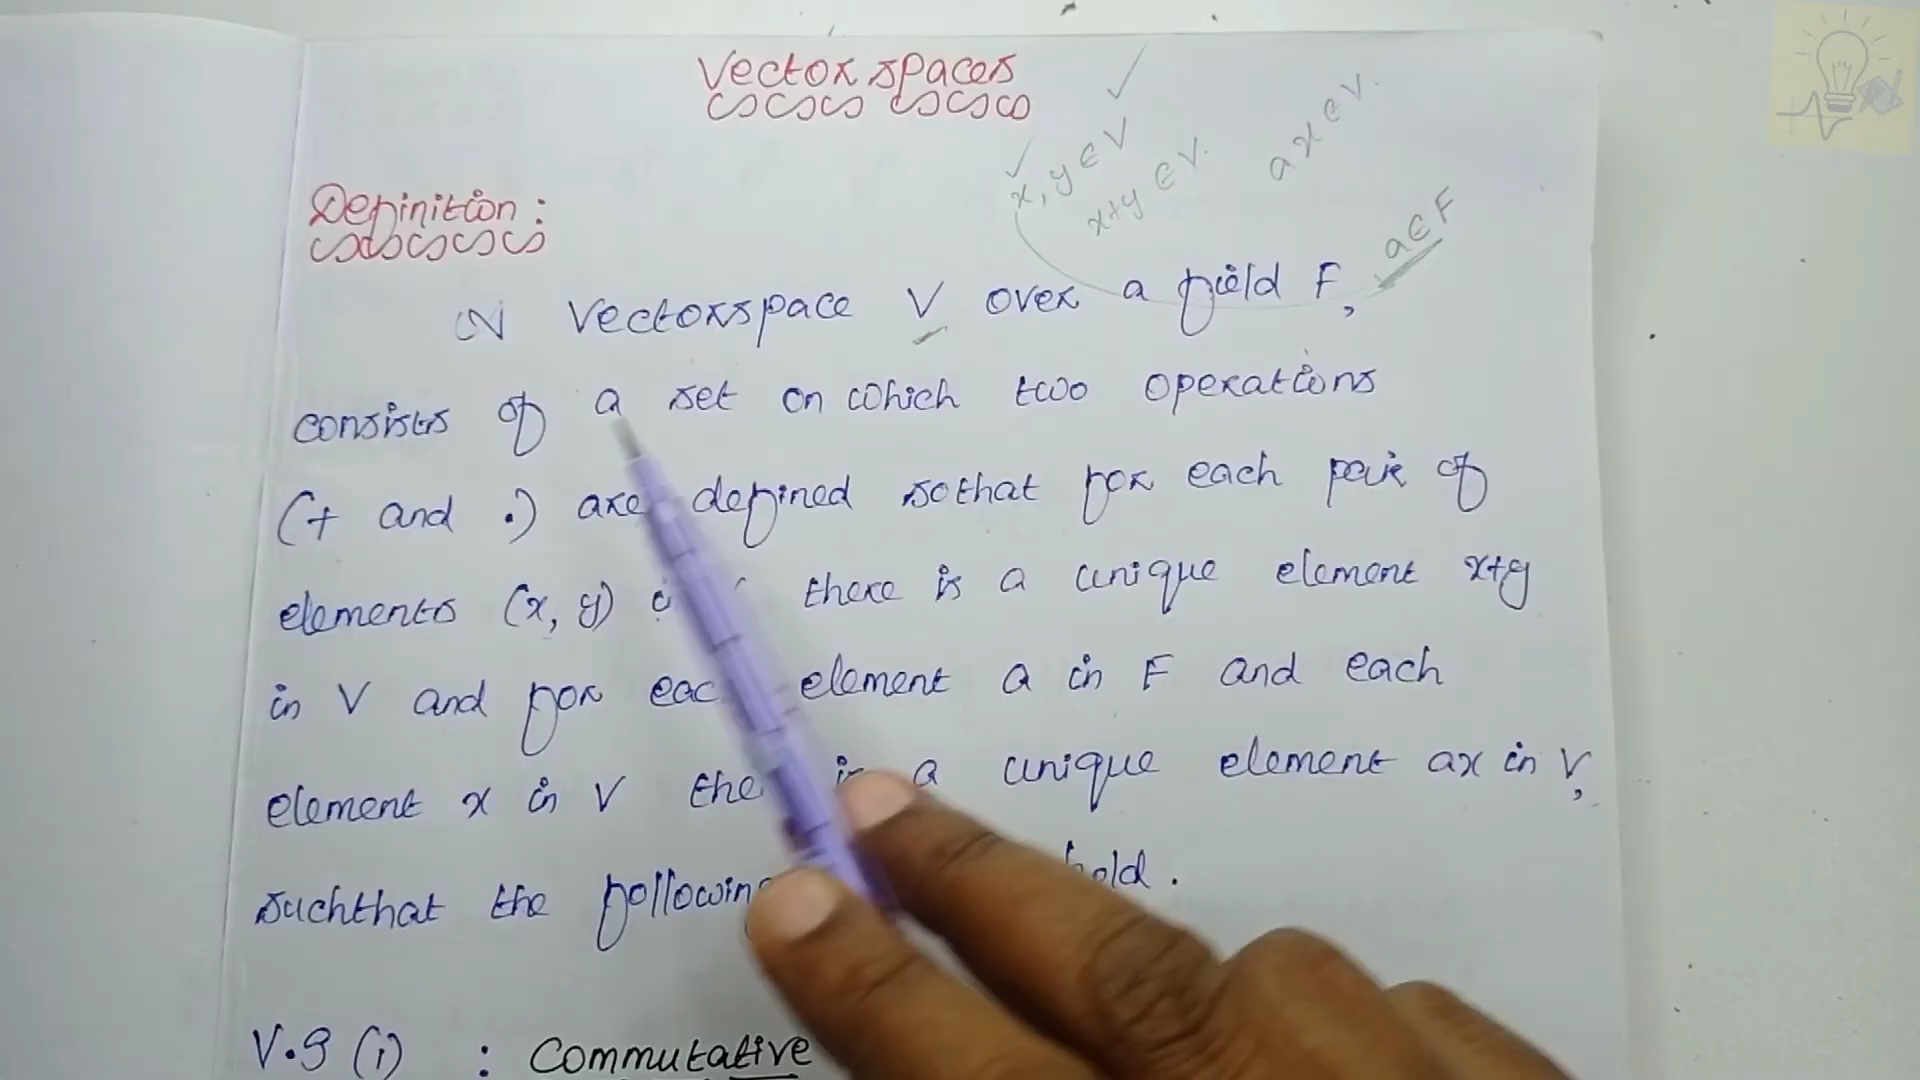 Vector spaces
x, y ∈ V
x+y ∈ V.
ax ∈ V.
a ∈ F
Definition:
A Vectorspace V over a field F,
consists of a set on which two operations
(+ and .) are defined sothat for each pair of
elements (x, y) there is a unique element x+y
in V and for element a in F and each
element x in V a unique element ax in V,
suchthat the following hold.
V.S (i) : Commutative